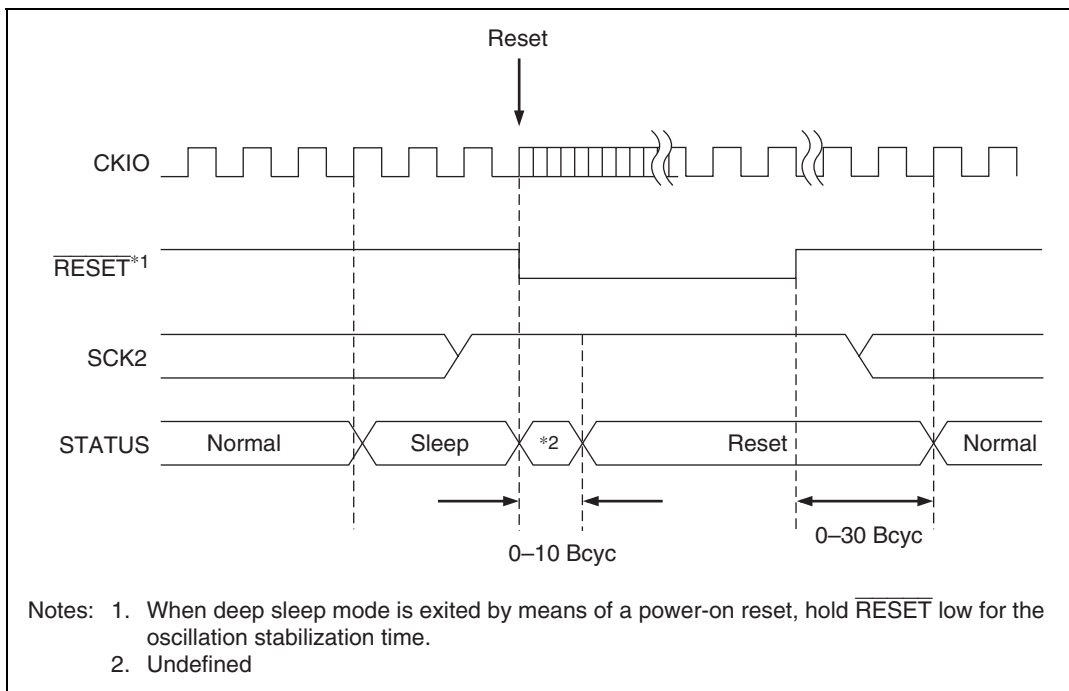 Reset
CKIO
RESET*1
SCK2
STATUS Normal Sleep *2 Reset Normal
0–10 Bcyc
0–30 Bcyc
Notes: 1. When deep sleep mode is exited by means of a power-on reset, hold RESET low for the
oscillation stabilization time.
2. Undefined